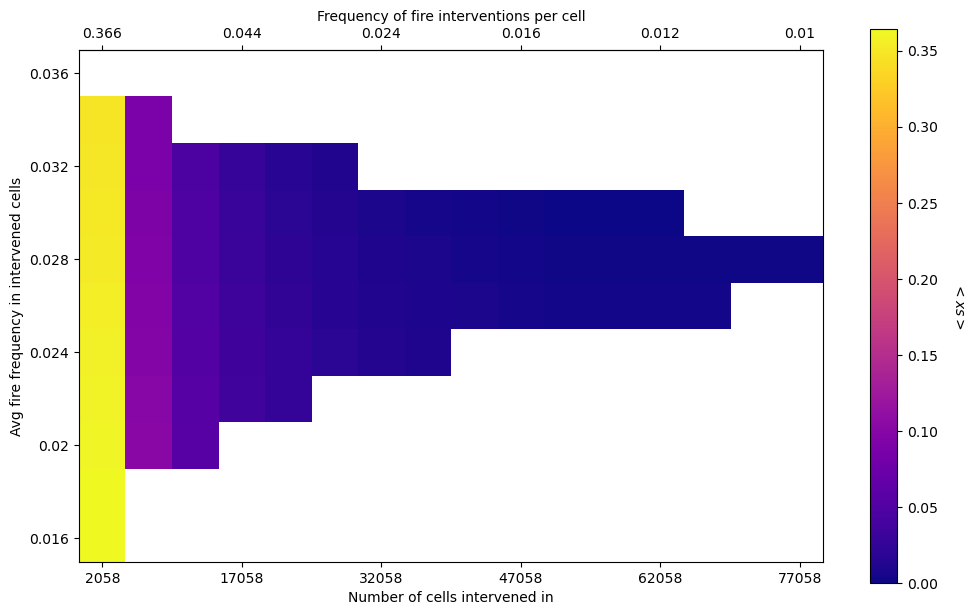 Frequency of fire interventions per cell
0.366 0.044 0.024 0.016 0.012 0.01
0.036
0.032
0.028
0.024
0.02
0.016
Avg fire frequency in intervened cells
2058 17058 32058 47058 62058 77058
Number of cells intervened in
0.35
0.30
0.25
0.20
0.15
0.10
0.05
0.00
< sx >